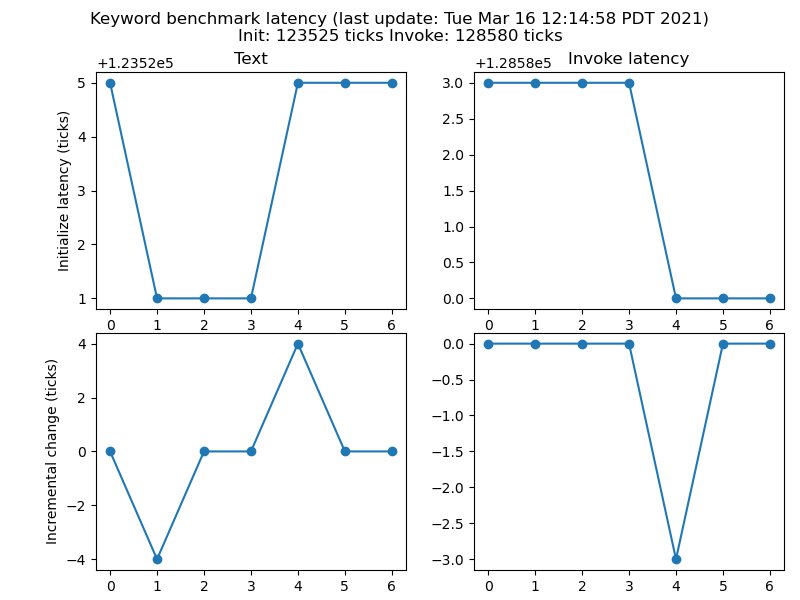 Keyword benchmark latency (last update: Tue Mar 16 12:14:58 PDT 2021)
Init: 123525 ticks Invoke: 128580 ticks
Text
+1.2352e5
5
4
3
2
1
Initialize latency (ticks)
0 1 2 3 4 5 6
Invoke latency
+1.2858e5
3.0
2.5
2.0
1.5
1.0
0.5
0.0
0 1 2 3 4 5 6
4
2
0
−2
−4
Incremental change (ticks)
0 1 2 3 4 5 6
0.0
−0.5
−1.0
−1.5
−2.0
−2.5
−3.0
0 1 2 3 4 5 6